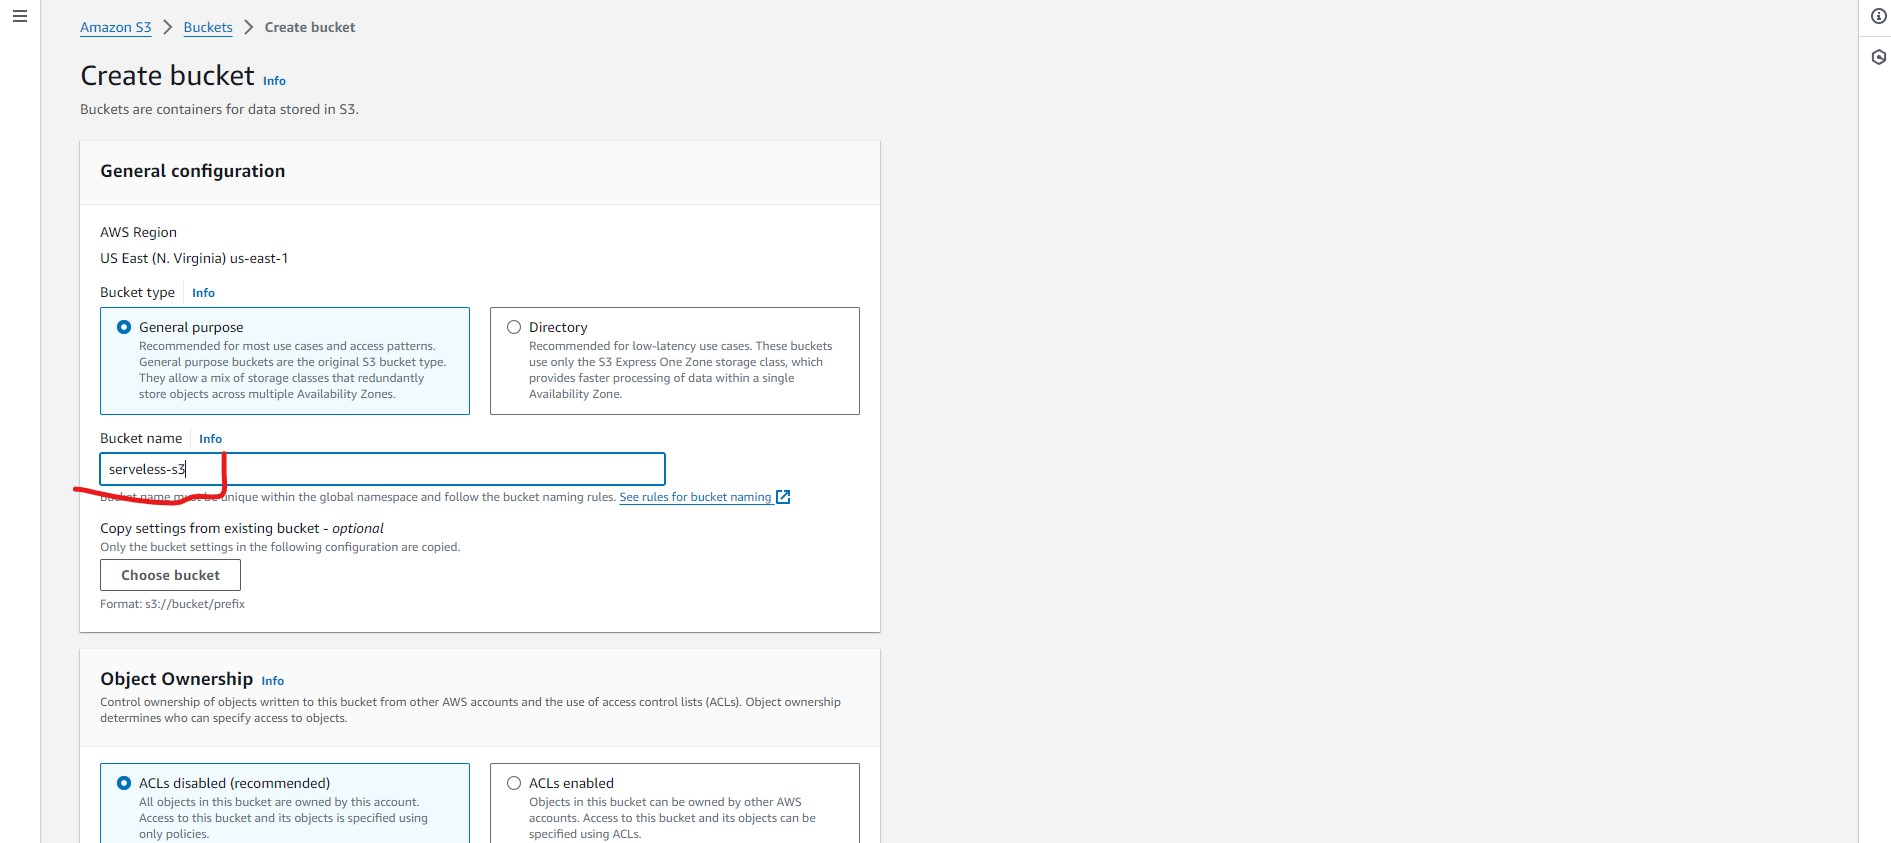 Amazon S3 > Buckets > Create bucket
Create bucket Info
Buckets are containers for data stored in S3.
General configuration
AWS Region
US East (N. Virginia) us-east-1
Bucket type Info
General purpose
Recommended for most use cases and access patterns.
General purpose buckets are the original S3 bucket type.
They allow a mix of storage classes that redundantly
store objects across multiple Availability Zones.
Directory
Recommended for low-latency use cases. These buckets
use only the S3 Express One Zone storage class, which
provides faster processing of data within a single
Availability Zone.
Bucket name Info
serveless-s3
Bucket name must be unique within the global namespace and follow the bucket naming rules. See rules for bucket naming
Copy settings from existing bucket - optional
Only the bucket settings in the following configuration are copied.
Choose bucket
Format: s3://bucket/prefix
Object Ownership Info
Control ownership of objects written to this bucket from other AWS accounts and the use of access control lists (ACLs). Object ownership
determines who can specify access to objects.
ACLs disabled (recommended)
All objects in this bucket are owned by this account.
Access to this bucket and its objects is specified using
only policies.
ACLs enabled
Objects in this bucket can be owned by other AWS
accounts. Access to this bucket and its objects can be
specified using ACLs.